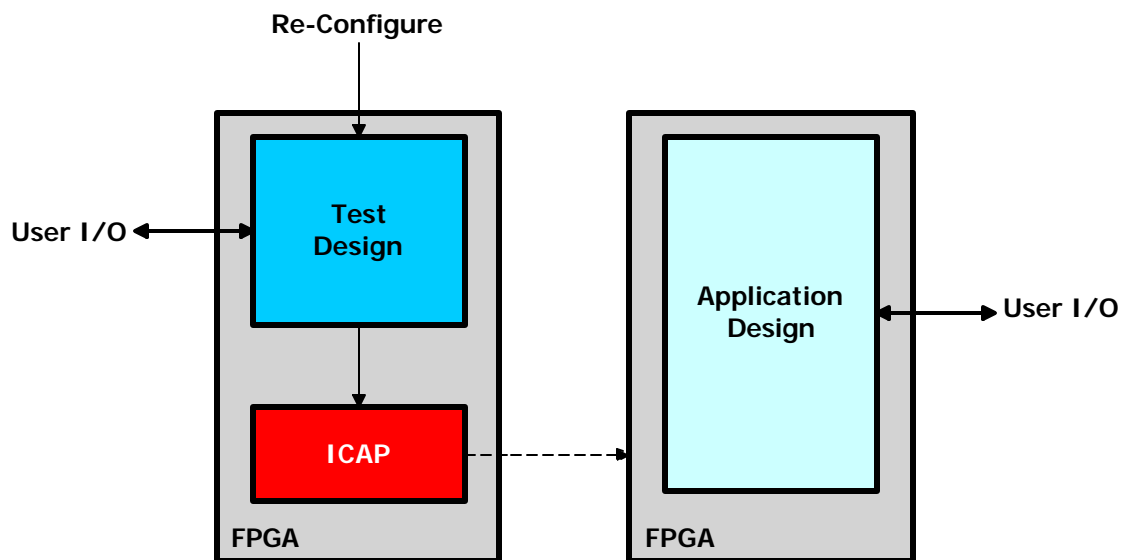 Re-Configure
Test
Design
User I/O
Application
Design
User I/O
ICAP
FPGA
FPGA